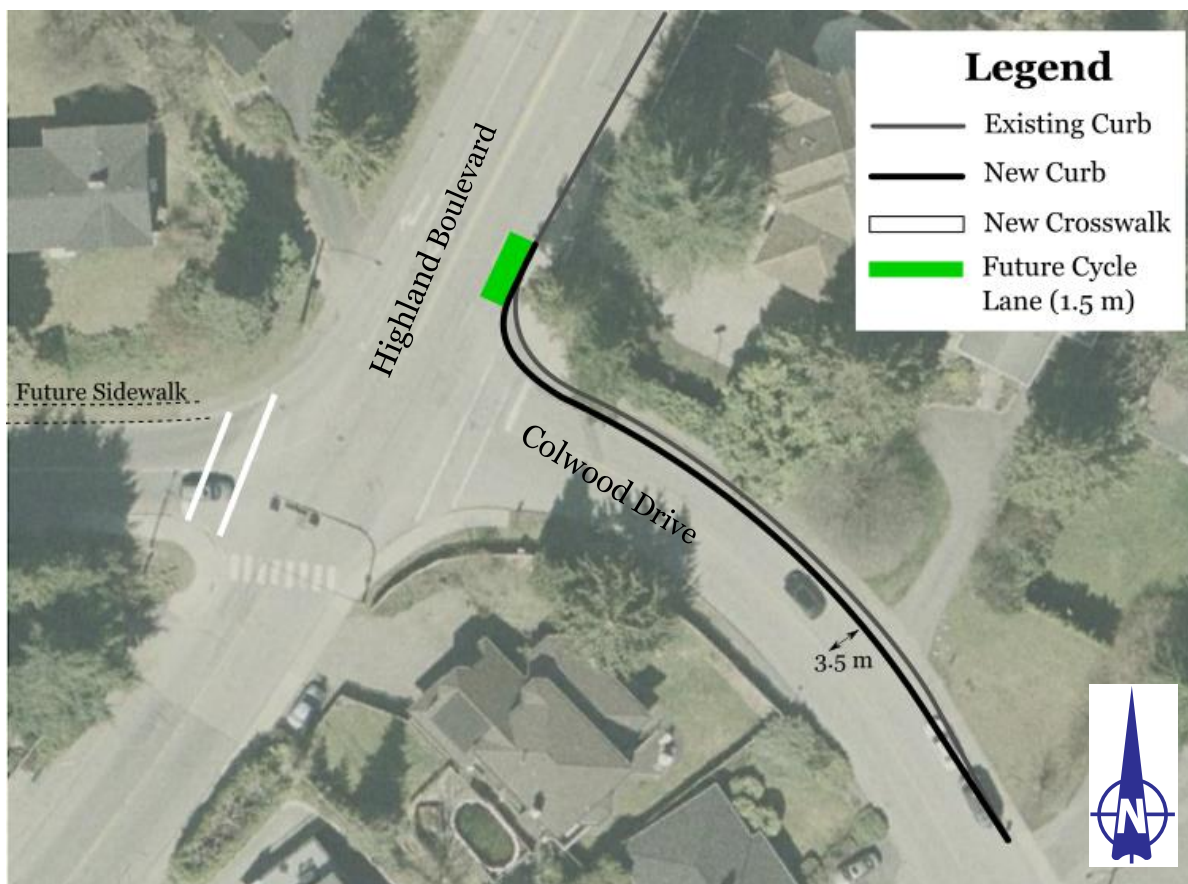 Legend
Existing Curb
New Curb
New Crosswalk
Future Cycle
Lane (1.5 m)
Highland Boulevard
Future Sidewalk
Colwood Drive
3.5 m
N